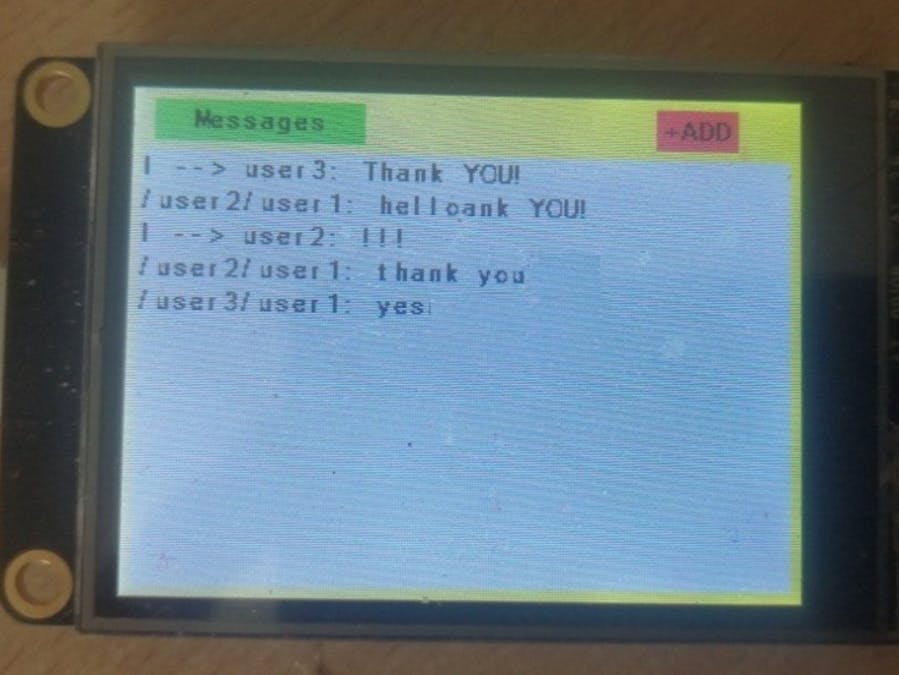 Messages
+ADD
I --> user3: Thank YOU!
/user2/user1: helloank YOU!
I --> user2: !!!
/user2/user1: thank you
/user3/user1: yes